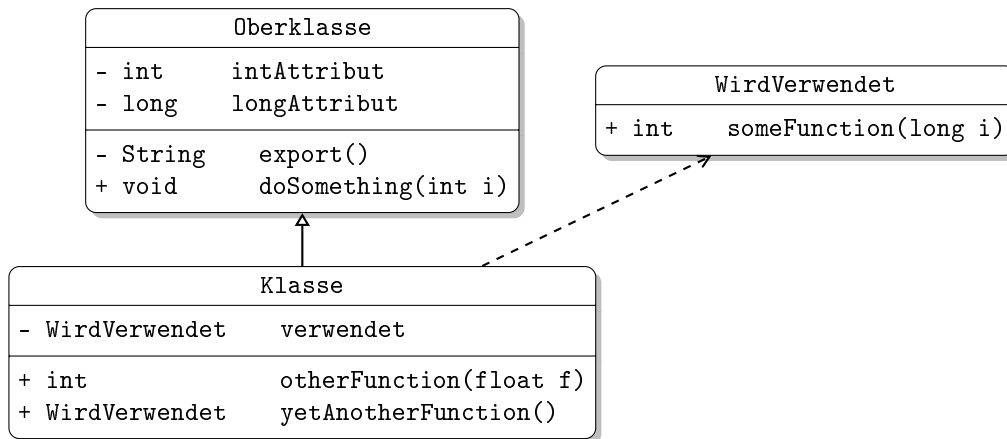 Oberklasse
- int intAttribut
- long longAttribut
- String export()
+ void doSomething(int i)
WirdVerwendet
+ int someFunction(long i)
Klasse
- WirdVerwendet verwendet
+ int otherFunction(float f)
+ WirdVerwendet yetAnotherFunction()